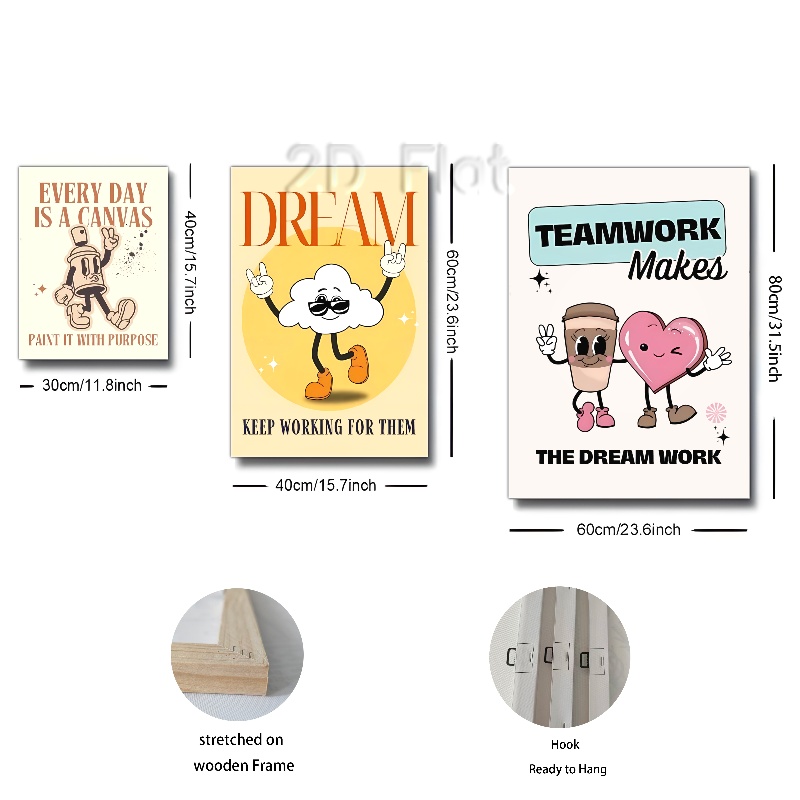 2D Flat
EVERY DAY
IS A CANVAS
PAINT IT WITH PURPOSE
40cm/15.7inch
30cm/11.8inch
DREAM
KEEP WORKING FOR THEM
60cm/23.6inch
40cm/15.7inch
TEAMWORK
Makes
THE DREAM WORK
80cm/31.5inch
60cm/23.6inch
stretched on
wooden Frame
Hook
Ready to Hang